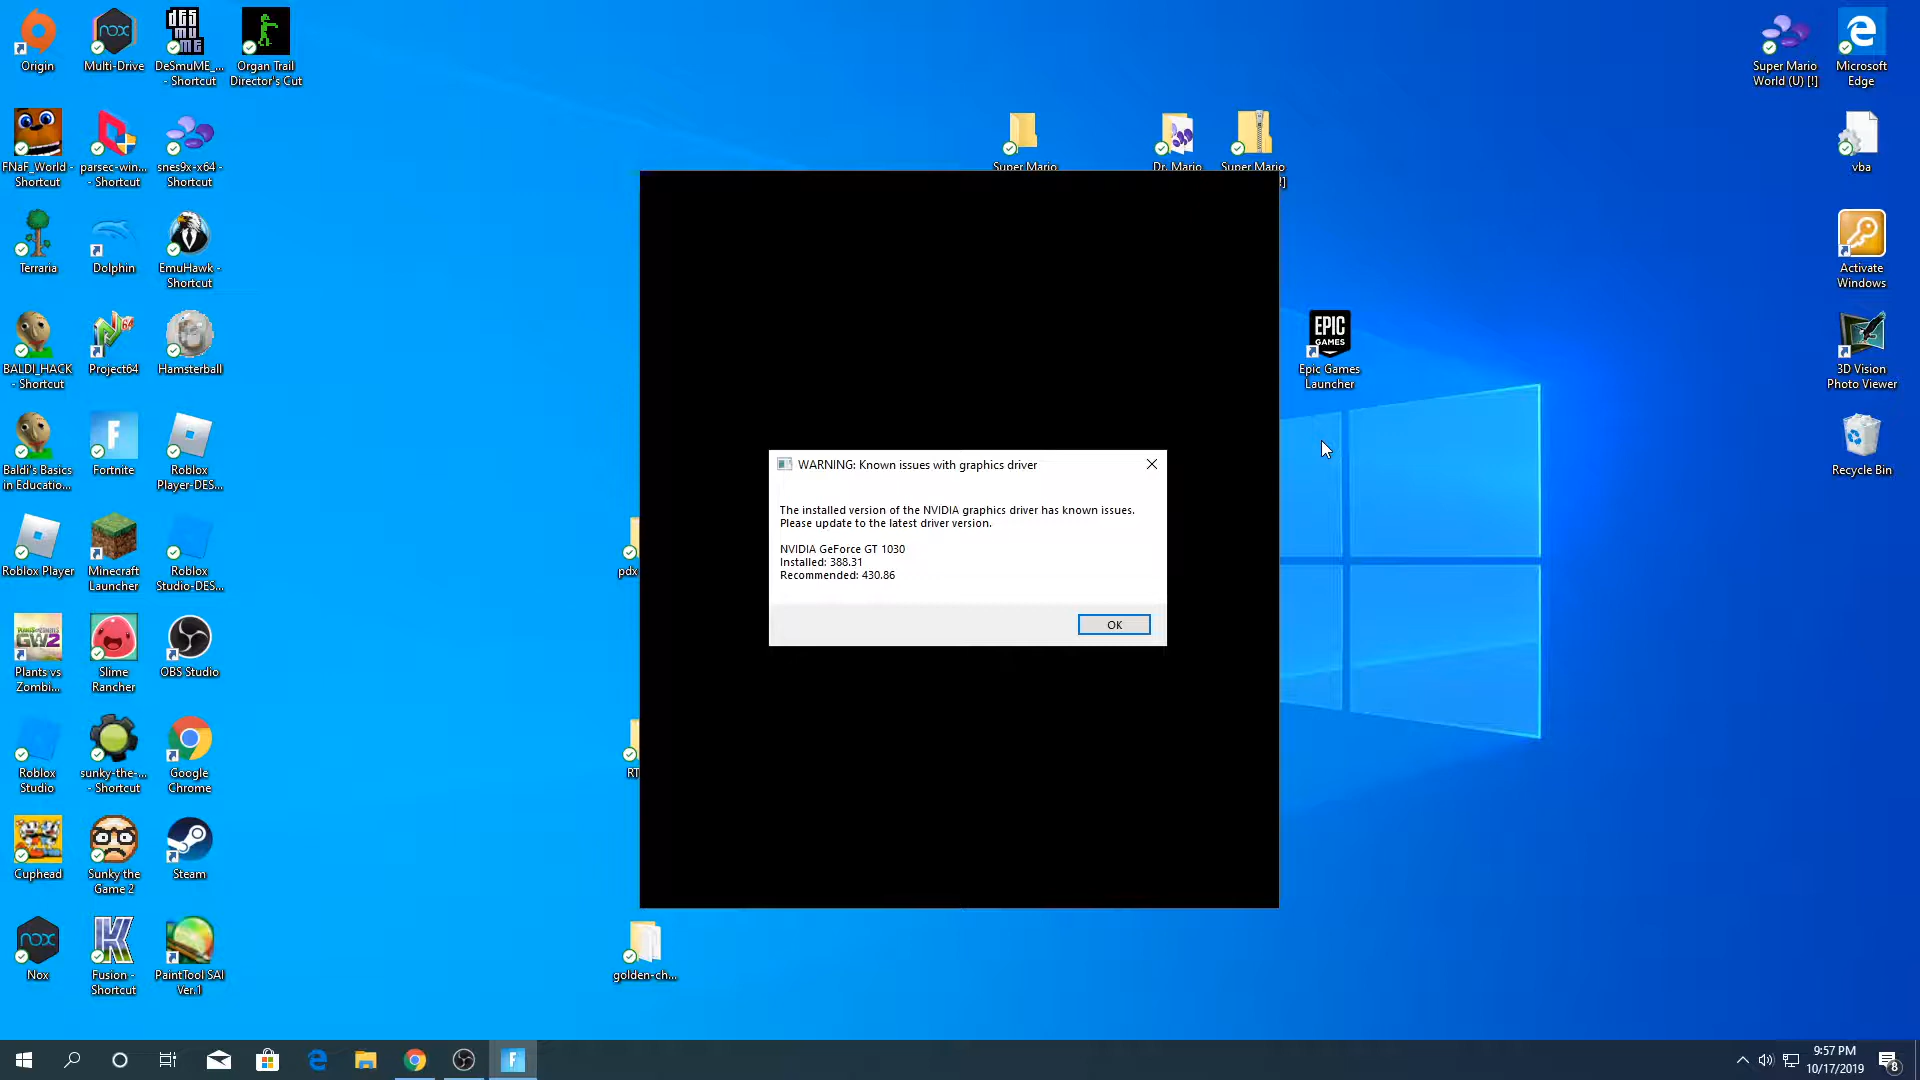 Origin
Multi-Drive
DeSmuME_...
- Shortcut
Organ Trail
Director's Cut
Super Mario
World (U) [!]
Microsoft
Edge
FNaF_World -
Shortcut
parsec-win...
- Shortcut
snes9x-x64 -
Shortcut
Super Mario
Dr. Mario
Super Mario
!]
vba
Terraria
Dolphin
EmuHawk -
Shortcut
Activate
Windows
BALDI_HACK
- Shortcut
Project64
Hamsterball
EPIC
GAMES
Epic Games
Launcher
3D Vision
Photo Viewer
Baldi's Basics
in Educatio...
Fortnite
Roblox
Player-DES...
Recycle Bin
WARNING: Known issues with graphics driver
The installed version of the NVIDIA graphics driver has known issues.
Please update to the latest driver version.
NVIDIA GeForce GT 1030
Installed: 388.31
Recommended: 430.86
OK
Roblox Player
Minecraft
Launcher
Roblox
Studio-DES...
pdx
Plants vs
Zombi...
Slime
Rancher
OBS Studio
Roblox
Studio
sunky-the-...
- Shortcut
Google
Chrome
RT
Cuphead
Sunky the
Game 2
Steam
nox
Nox
Fusion -
Shortcut
PaintTool SAI
Ver.1
golden-ch...
9:57 PM
10/17/2019
8